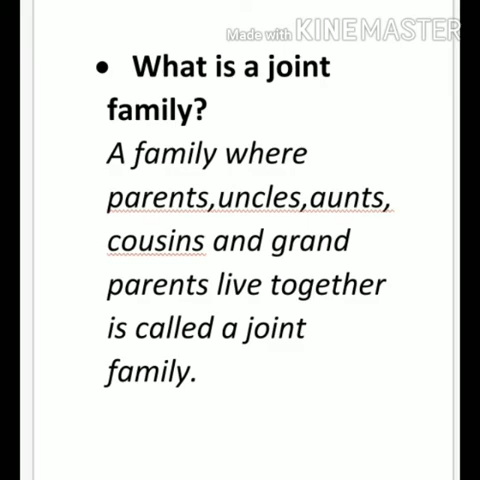 Made with KINEMASTER
• What is a joint
family?
A family where
parents,uncles,aunts,
cousins and grand
parents live together
is called a joint
family.